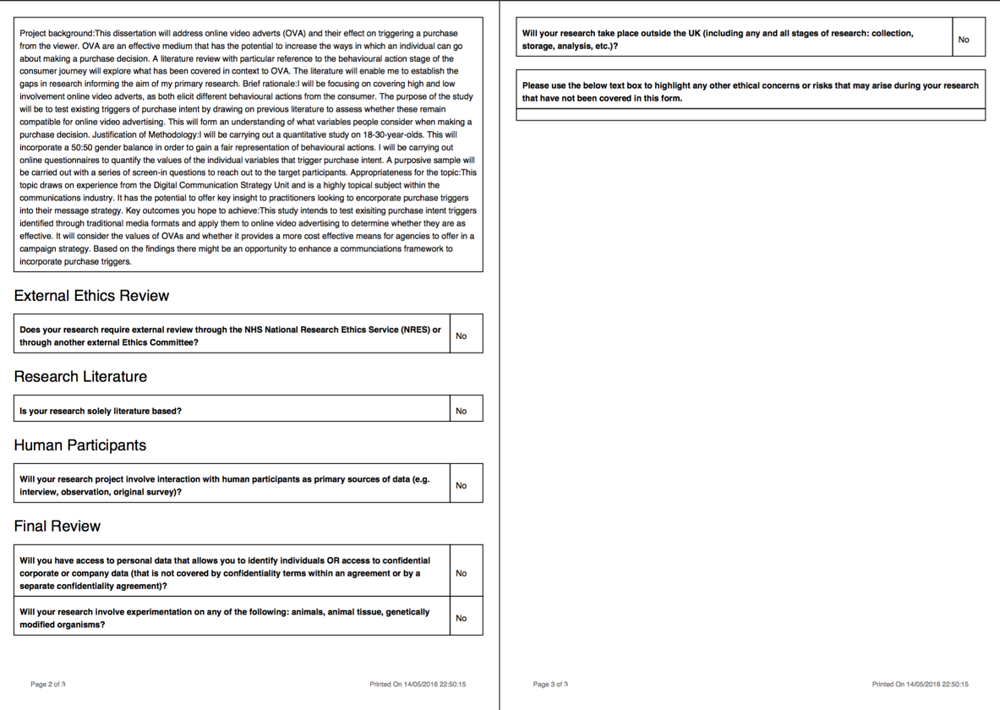 Project background:This dissertation will address online video adverts (OVA) and their effect on triggering a purchase
from the viewer. OVA are an effective medium that has the potential to increase the ways in which an individual can go
about making a purchase decision. A literature review with particular reference to the behavioural action stage of the
consumer journey will explore what has been covered in context to OVA. The literature will enable me to establish the
gaps in research informing the aim of my primary research. Brief rationale:I will be focusing on covering high and low
involvement online video adverts, as both elicit different behavioural actions from the consumer. The purpose of the study
will be to test existing triggers of purchase intent by drawing on previous literature to assess whether these remain
compatible for online video advertising. This will form an understanding of what variables people consider when making a
purchase decision. Justification of Methodology:I will be carrying out a quantitative study on 18-30-year-olds. This will
incorporate a 50:50 gender balance in order to gain a fair representation of behavioural actions. I will be carrying out
online questionnaires to quantify the values of the individual variables that trigger purchase intent. A purposive sample will
be carried out with a series of screen-in questions to reach out to the target participants. Appropriateness for the topic:This
topic draws on experience from the Digital Communication Strategy Unit and is a highly topical subject within the
communications industry. It has the potential to offer key insight to practitioners looking to encorporate purchase triggers
into their message strategy. Key outcomes you hope to achieve:This study intends to test exisiting purchase intent triggers
identified through traditional media formats and apply them to online video advertising to determine whether they are as
effective. It will consider the values of OVAs and whether it provides a more cost effective means for agencies to offer in a
campaign strategy. Based on the findings there might be an opportunity to enhance a communciations framework to
incorporate purchase triggers.
External Ethics Review
Does your research require external review through the NHS National Research Ethics Service (NRES) or
through another external Ethics Committee?
No
Research Literature
Is your research solely literature based?
No
Human Participants
Will your research project involve interaction with human participants as primary sources of data (e.g.
interview, observation, original survey)?
No
Final Review
Will you have access to personal data that allows you to identify individuals OR access to confidential
corporate or company data (that is not covered by confidentiality terms within an agreement or by a
separate confidentiality agreement)?
No
Will your research involve experimentation on any of the following: animals, animal tissue, genetically
modified organisms?
No
Page 2 of 3
Printed On 14/05/2016 22:50:15
Will your research take place outside the UK (including any and all stages of research: collection,
storage, analysis, etc.)?
No
Please use the below text box to highlight any other ethical concerns or risks that may arise during your research
that have not been covered in this form.
Page 3 of 3
Printed On 14/05/2016 22:50:15